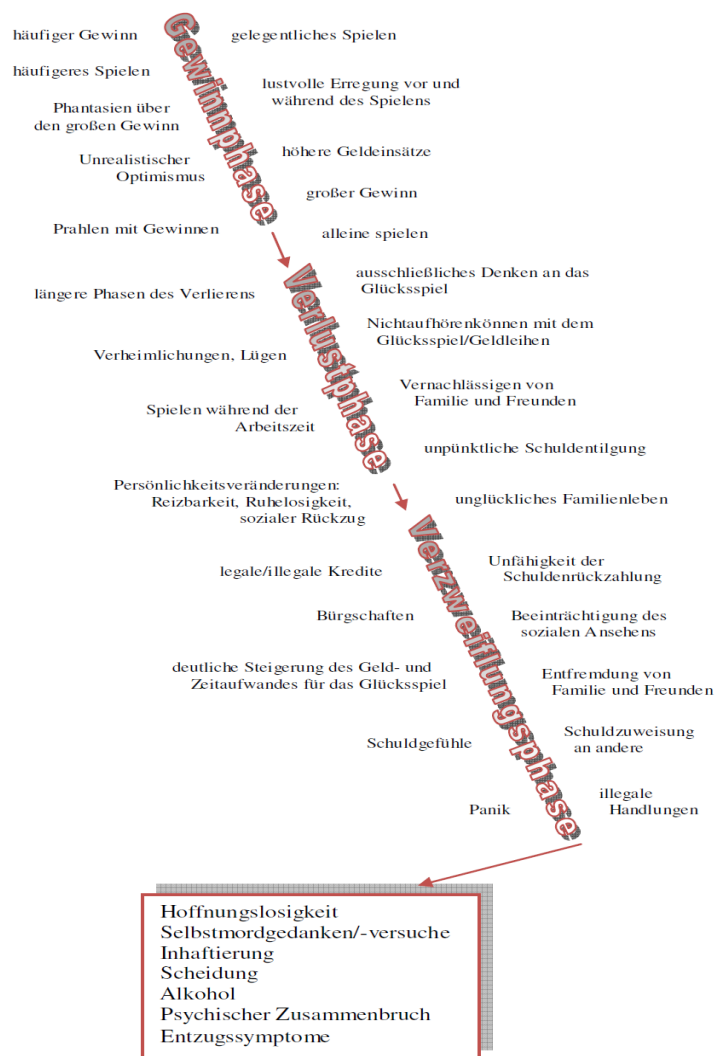 Gewinnphase
häufiger Gewinn
gelegentliches Spielen
häufigeres Spielen
lustvolle Erregung vor und
während des Spielens
Phantasien über
den großen Gewinn
höhere Geldeinsätze
Unrealistischer
Optimismus
großer Gewinn
Prahlen mit Gewinnen
alleine spielen
Verlustphase
ausschließliches Denken an das
Glücksspiel
längere Phasen des Verlierens
Nichtaufhörenkönnen mit dem
Glücksspiel/Geldleihen
Verheimlichungen, Lügen
Vernachlässigen von
Familie und Freunden
Spielen während der
Arbeitszeit
unpünktliche Schuldentilgung
Persönlichkeitsveränderungen:
Reizbarkeit, Ruhelosigkeit,
sozialer Rückzug
unglückliches Familienleben
Verzweiflungsphase
Unfähigkeit der
Schuldenrückzahlung
legale/illegale Kredite
Bürgschaften
Beeinträchtigung des
sozialen Ansehens
deutliche Steigerung des Geld- und
Zeitaufwandes für das Glücksspiel
Entfremdung von
Familie und Freunden
Schuldgefühle
Schuldzuweisung
an andere
Panik
illegale
Handlungen
Hoffnungslosigkeit
Selbstmordgedanken/-versuche
Inhaftierung
Scheidung
Alkohol
Psychischer Zusammenbruch
Entzugssymptome